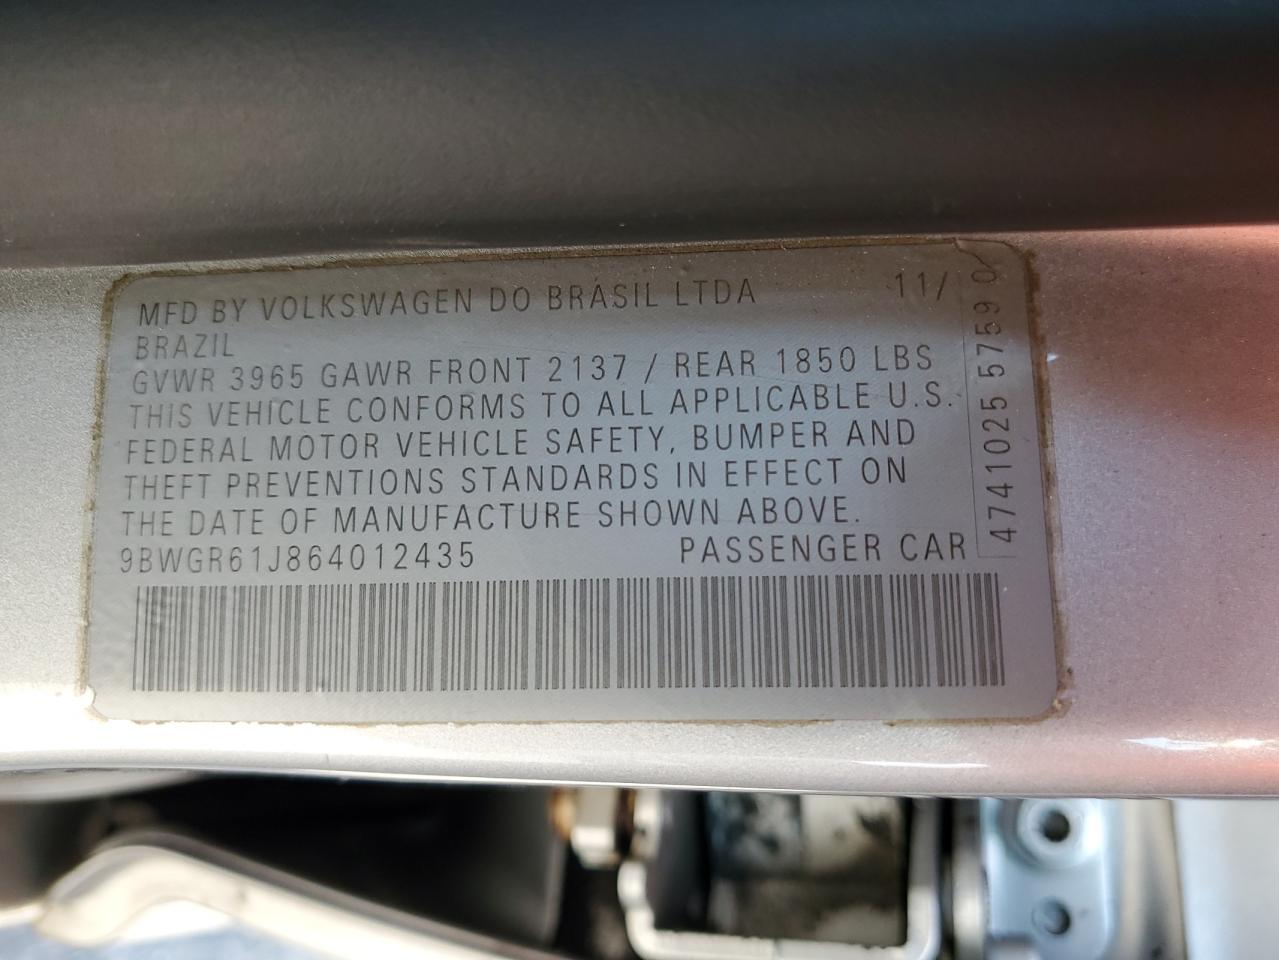 MFD BY VOLKSWAGEN DO BRASIL LTDA 11/
BRAZIL
GVWR 3965 GAWR FRONT 2137 / REAR 1850 LBS
THIS VEHICLE CONFORMS TO ALL APPLICABLE U.S.
FEDERAL MOTOR VEHICLE SAFETY, BUMPER AND
THEFT PREVENTIONS STANDARDS IN EFFECT ON
THE DATE OF MANUFACTURE SHOWN ABOVE.
9BWGR61J864012435 PASSENGER CAR
4741025 5759 0